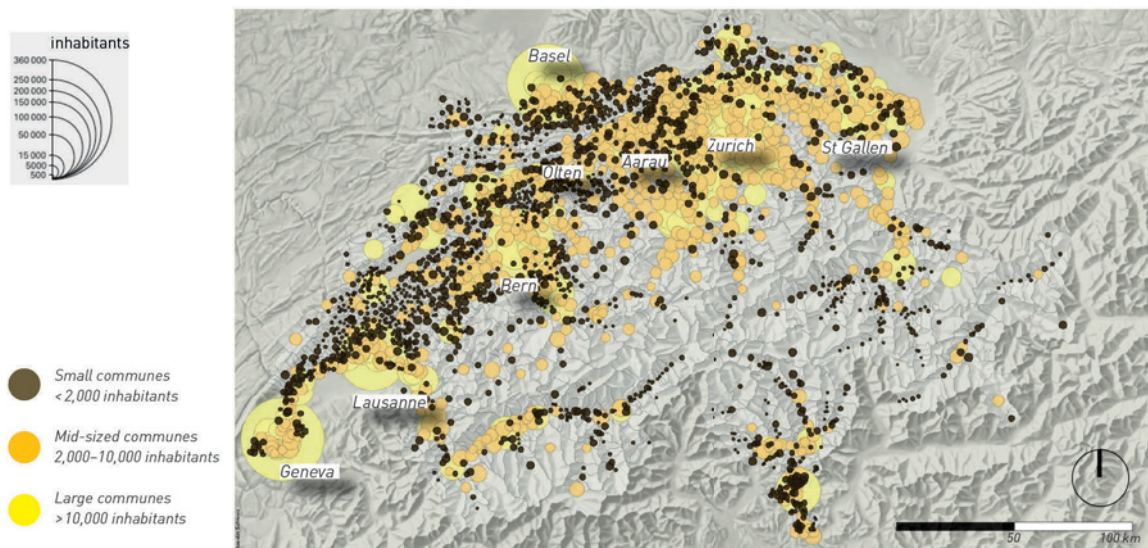 inhabitants
360 000
250 000
200 000
150 000
100 000
50 000
15 000
5000
500
Basel
Zurich
St Gallen
Aarau
Olten
Bern
Lausanne
Geneva
Small communes
< 2,000 inhabitants
Mid-sized communes
2,000–10,000 inhabitants
Large communes
>10,000 inhabitants
50
100 km